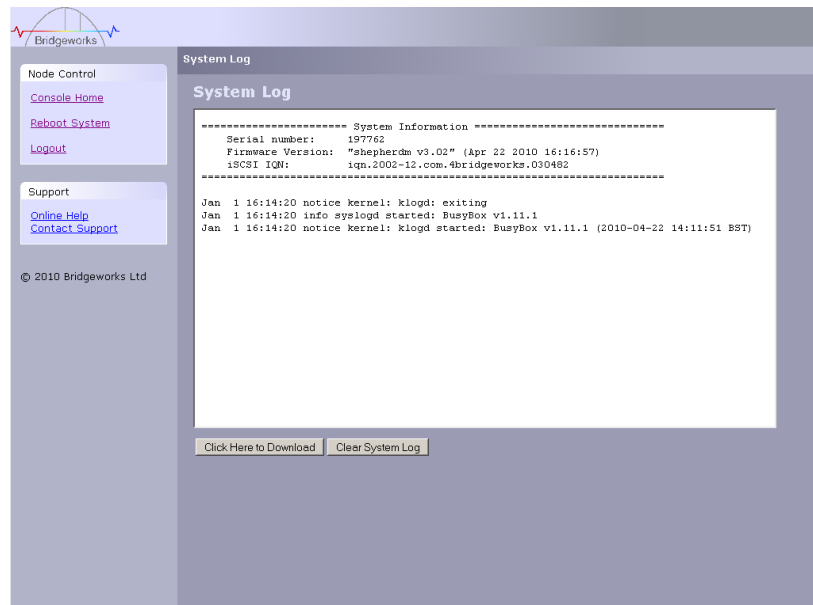 Bridgeworks
System Log
Node Control
Console Home
Reboot System
Logout
Support
Online Help
Contact Support
© 2010 Bridgeworks Ltd
System Log
======================= System Information ==============================
Serial number: 197762
Firmware Version: "shepherdm v3.02" (Apr 22 2010 16:16:57)
iSCSI IQN: iqn.2002-12.com.4bridgeworks.030482
=========================================================================
Jan 1 16:14:20 notice kernel: klogd: exiting
Jan 1 16:14:20 info syslogd started: BusyBox v1.11.1
Jan 1 16:14:20 notice kernel: klogd started: BusyBox v1.11.1 (2010-04-22 14:11:51 BST)
Click Here to Download
Clear System Log